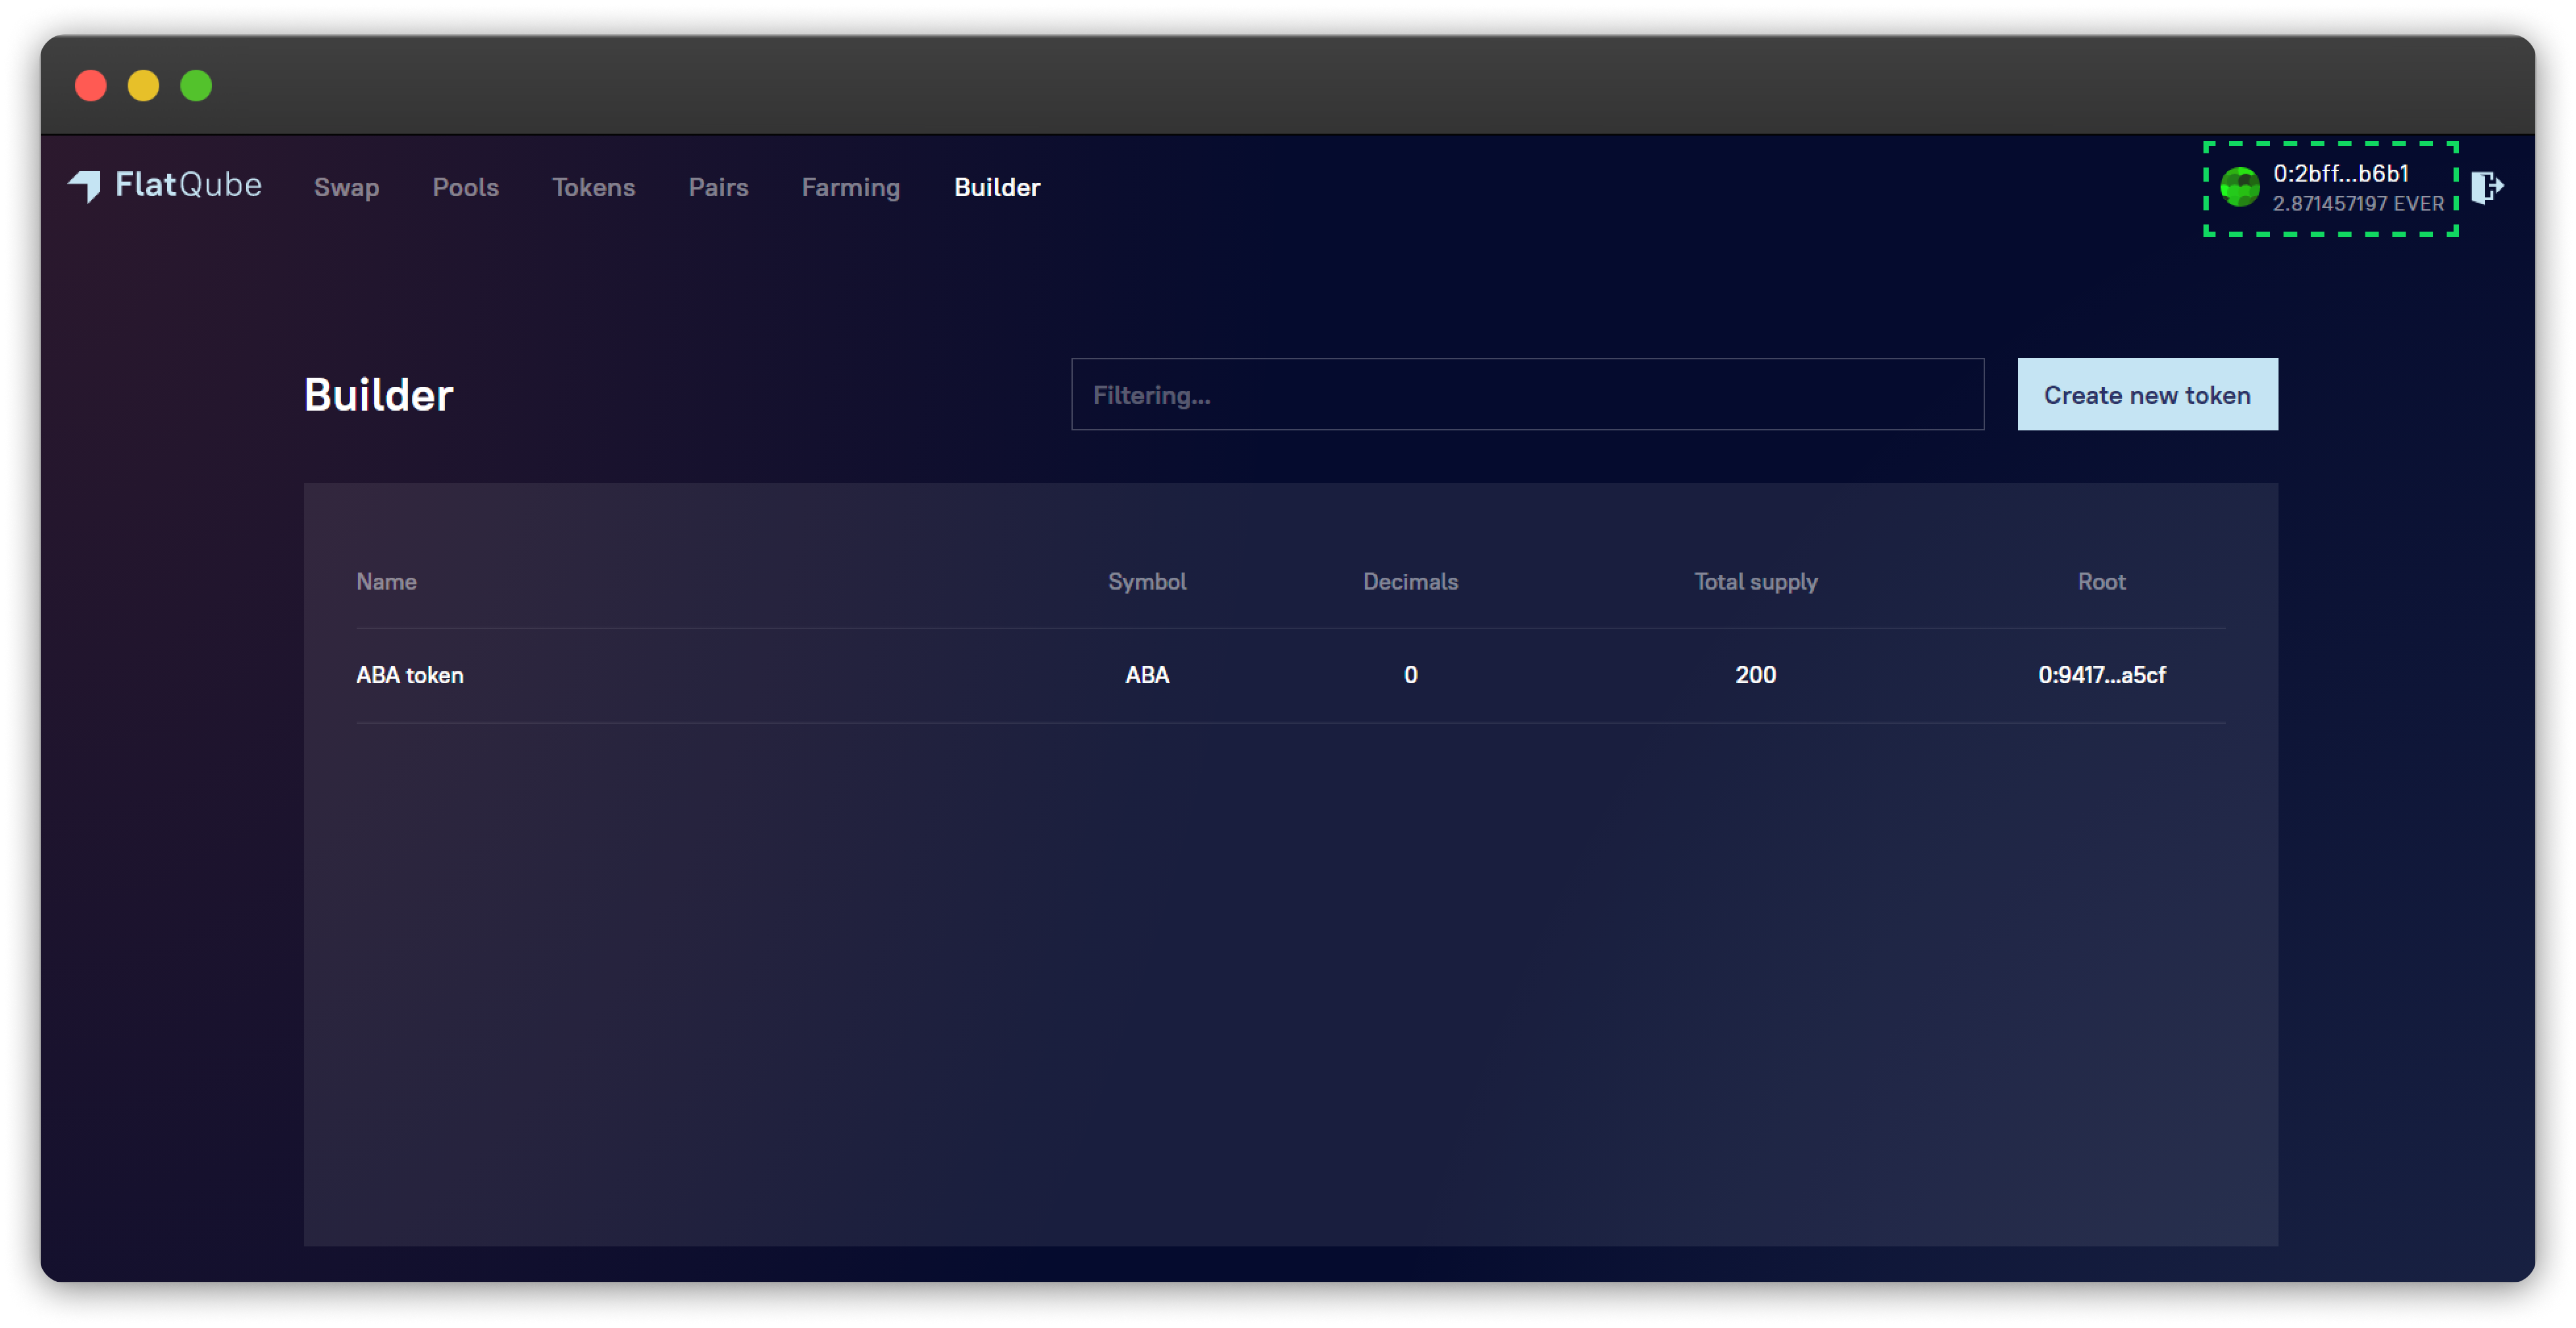 FlatQube Swap Pools Tokens Pairs Farming Builder
0:2bff...b6b1
2.871457197 EVER
Builder
Filtering...
Create new token
Name Symbol Decimals Total supply Root
ABA token ABA 0 200 0:9417...a5cf